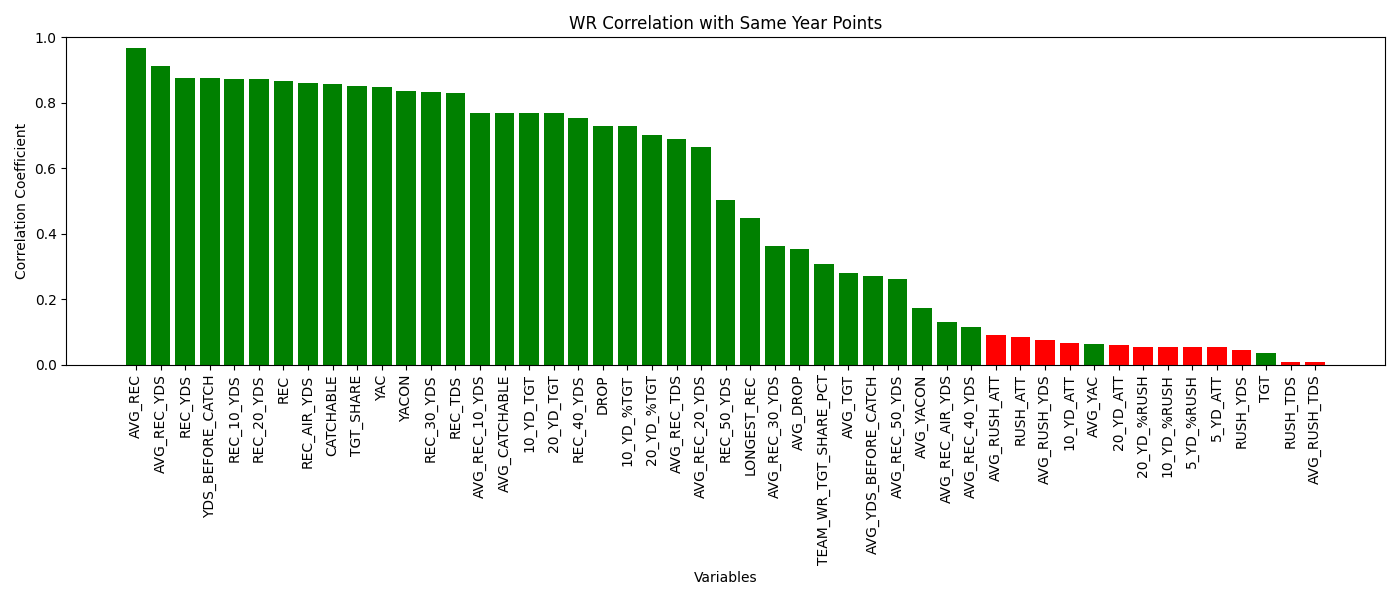 WR Correlation with Same Year Points
Correlation Coefficient
1.0
0.8
0.6
0.4
0.2
0.0
AVG_REC
AVG_REC_YDS
REC_YDS
YDS_BEFORE_CATCH
REC_10_YDS
REC_20_YDS
REC
REC_AIR_YDS
CATCHABLE
TGT_SHARE
YAC
YACON
REC_30_YDS
REC_TDS
AVG_REC_10_YDS
AVG_CATCHABLE
10_YD_TGT
20_YD_TGT
REC_40_YDS
DROP
10_YD_%TGT
20_YD_%TGT
AVG_REC_TDS
AVG_REC_20_YDS
REC_50_YDS
LONGEST_REC
AVG_REC_30_YDS
AVG_DROP
TEAM_WR_TGT_SHARE_PCT
AVG_TGT
AVG_YDS_BEFORE_CATCH
AVG_REC_50_YDS
AVG_YACON
AVG_REC_AIR_YDS
AVG_REC_40_YDS
AVG_RUSH_ATT
RUSH_ATT
AVG_RUSH_YDS
10_YD_ATT
AVG_YAC
20_YD_ATT
20_YD_%RUSH
10_YD_%RUSH
5_YD_%RUSH
5_YD_ATT
RUSH_YDS
TGT
RUSH_TDS
AVG_RUSH_TDS
Variables